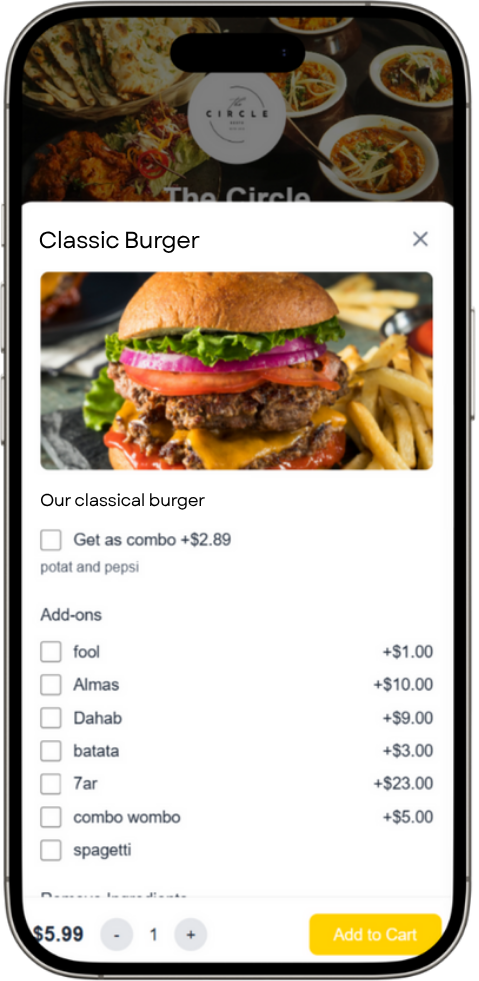 The
CIRCLE
The Circle
Classic Burger
Our classical burger
Get as combo +$2.89
potat and pepsi
Add-ons
fool +$1.00
Almas +$10.00
Dahab +$9.00
batata +$3.00
7ar +$23.00
combo wombo +$5.00
spagetti
Remove Ingredients
$5.99 - 1 + Add to Cart